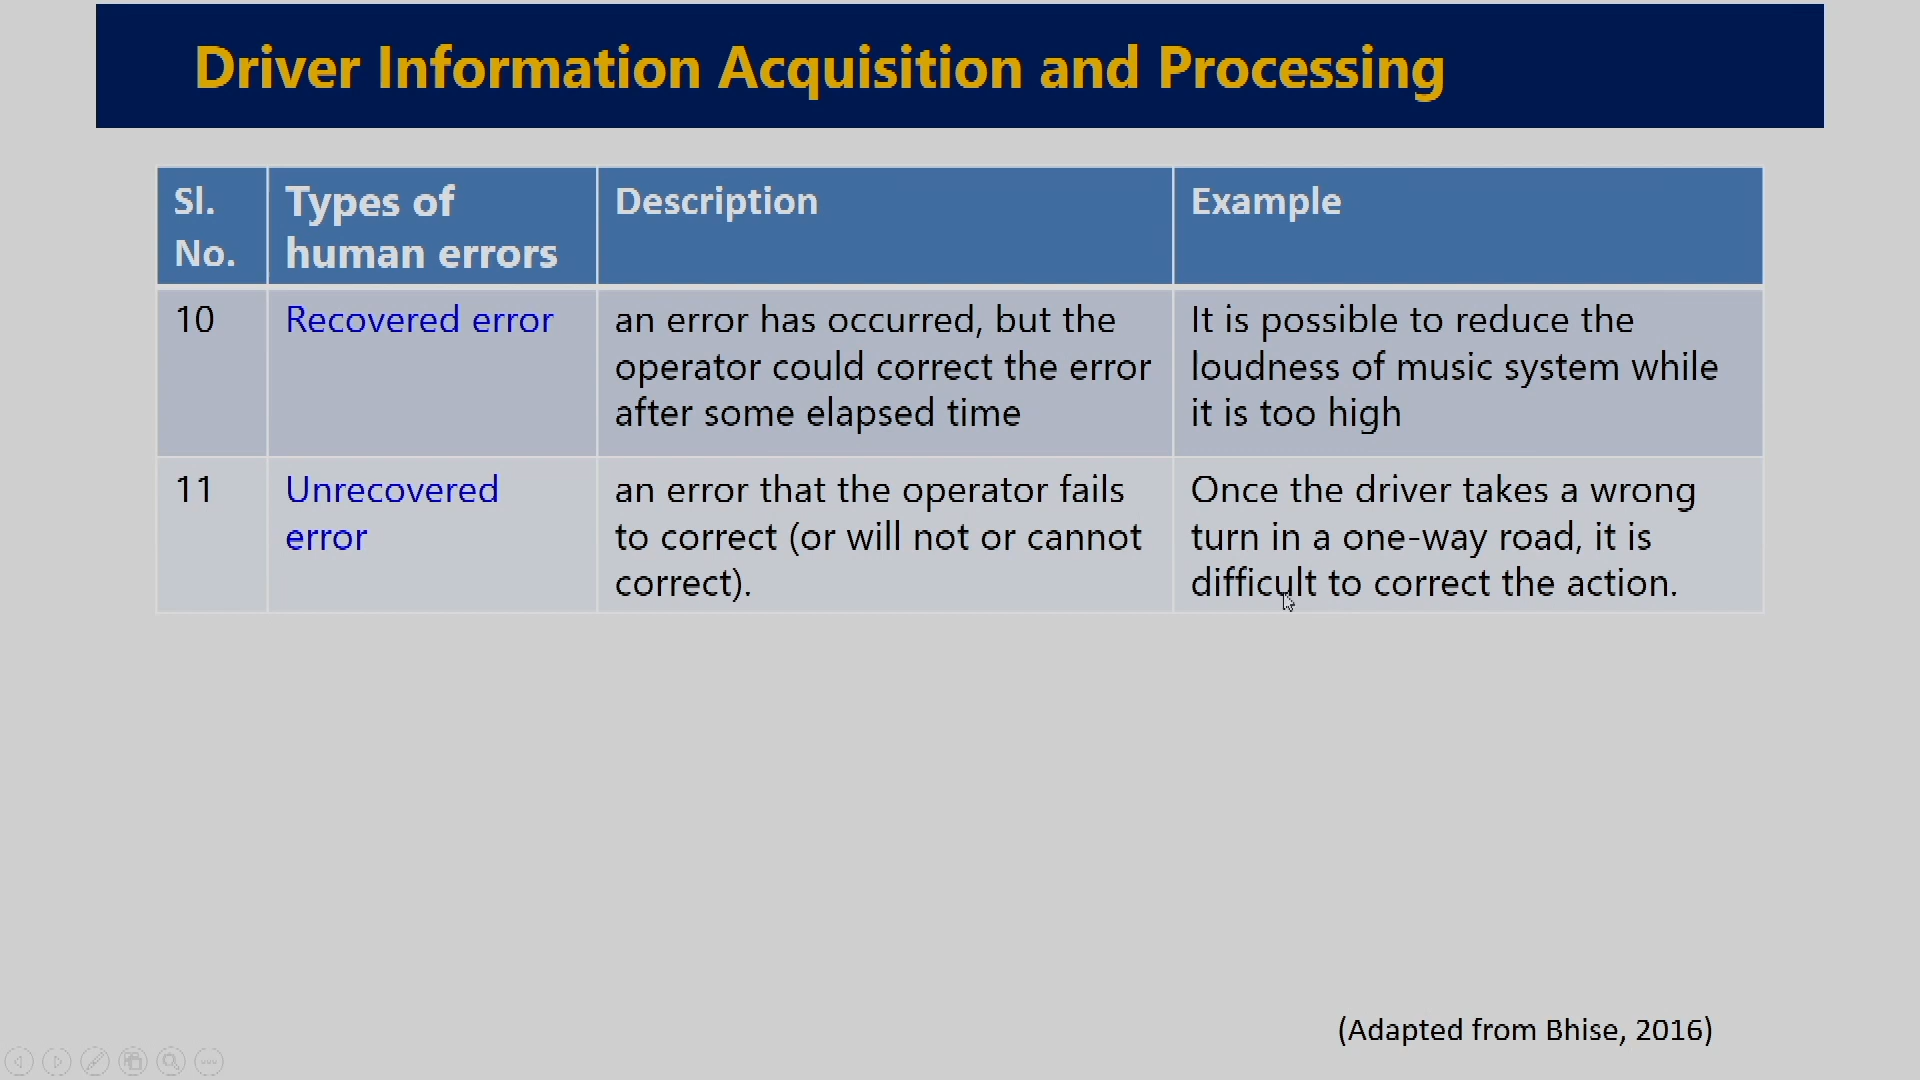 Driver Information Acquisition and Processing
Sl.
No.
Types of
human errors
Description
Example
10
Recovered error
an error has occurred, but the
operator could correct the error
after some elapsed time
It is possible to reduce the
loudness of music system while
it is too high
11
Unrecovered
error
an error that the operator fails
to correct (or will not or cannot
correct).
Once the driver takes a wrong
turn in a one-way road, it is
difficult to correct the action.
(Adapted from Bhise, 2016)